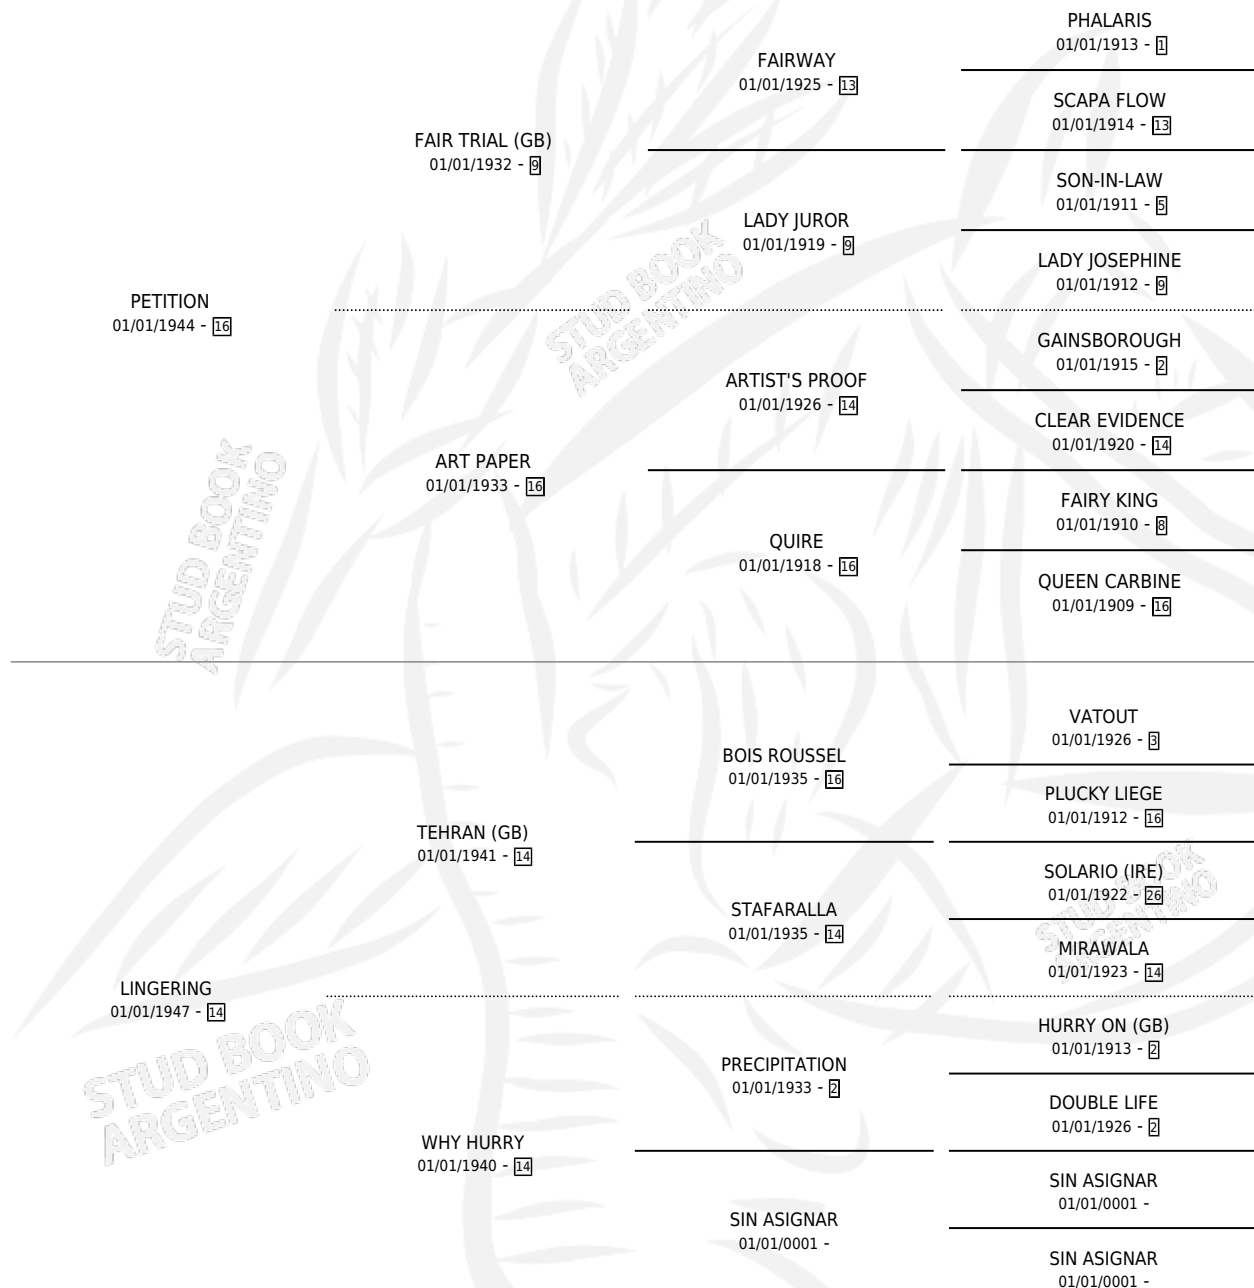 PHALARIS
01/01/1913 - 1
FAIRWAY
01/01/1925 - 13
SCAPA FLOW
01/01/1914 - 13
FAIR TRIAL (GB)
01/01/1932 - 9
SON-IN-LAW
01/01/1911 - 5
LADY JUROR
01/01/1919 - 9
LADY JOSEPHINE
01/01/1912 - 9
PETITION
01/01/1944 - 16
GAINSBOROUGH
01/01/1915 - 2
ARTIST'S PROOF
01/01/1926 - 14
CLEAR EVIDENCE
01/01/1920 - 14
ART PAPER
01/01/1933 - 16
FAIRY KING
01/01/1910 - 8
QUIRE
01/01/1918 - 16
QUEEN CARBINE
01/01/1909 - 16
VATOUT
01/01/1926 - 3
BOIS ROUSSEL
01/01/1935 - 16
PLUCKY LIEGE
01/01/1912 - 16
TEHRAN (GB)
01/01/1941 - 14
SOLARIO (IRE)
01/01/1922 - 26
STAFARALLA
01/01/1935 - 14
MIRAWALA
01/01/1923 - 14
LINGERING
01/01/1947 - 14
HURRY ON (GB)
01/01/1913 - 2
PRECIPITATION
01/01/1933 - 2
DOUBLE LIFE
01/01/1926 - 2
WHY HURRY
01/01/1940 - 14
SIN ASIGNAR
01/01/0001 -
SIN ASIGNAR
01/01/0001 -
SIN ASIGNAR
01/01/0001 -
STUD BOOK
ARGENTINO
STUD BOOK
ARGENTINO
STUD BOOK
ARGENTINO
STUD BOOK
ARGENTINO